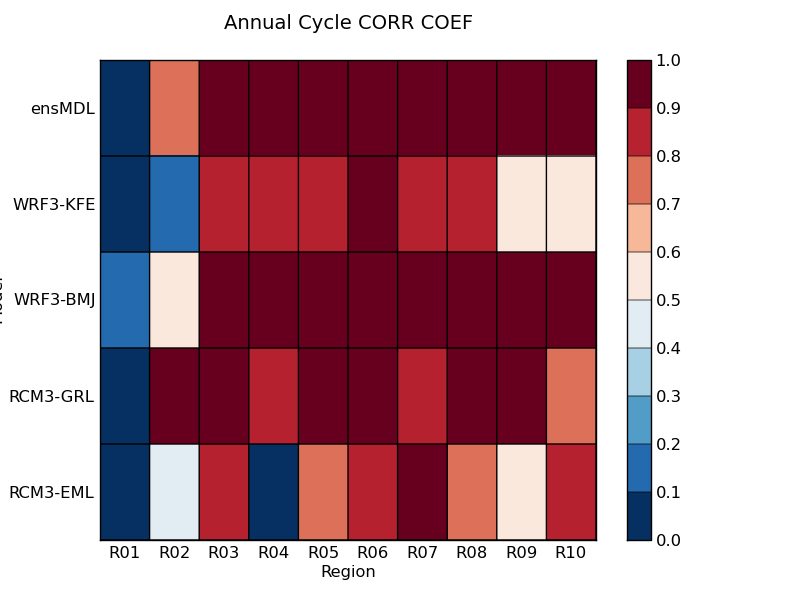 Annual Cycle CORR COEF
ensMDL
WRF3-KFE
WRF3-BMJ
RCM3-GRL
RCM3-EML
R01 R02 R03 R04 R05 R06 R07 R08 R09 R10
Region
1.0
0.9
0.8
0.7
0.6
0.5
0.4
0.3
0.2
0.1
0.0